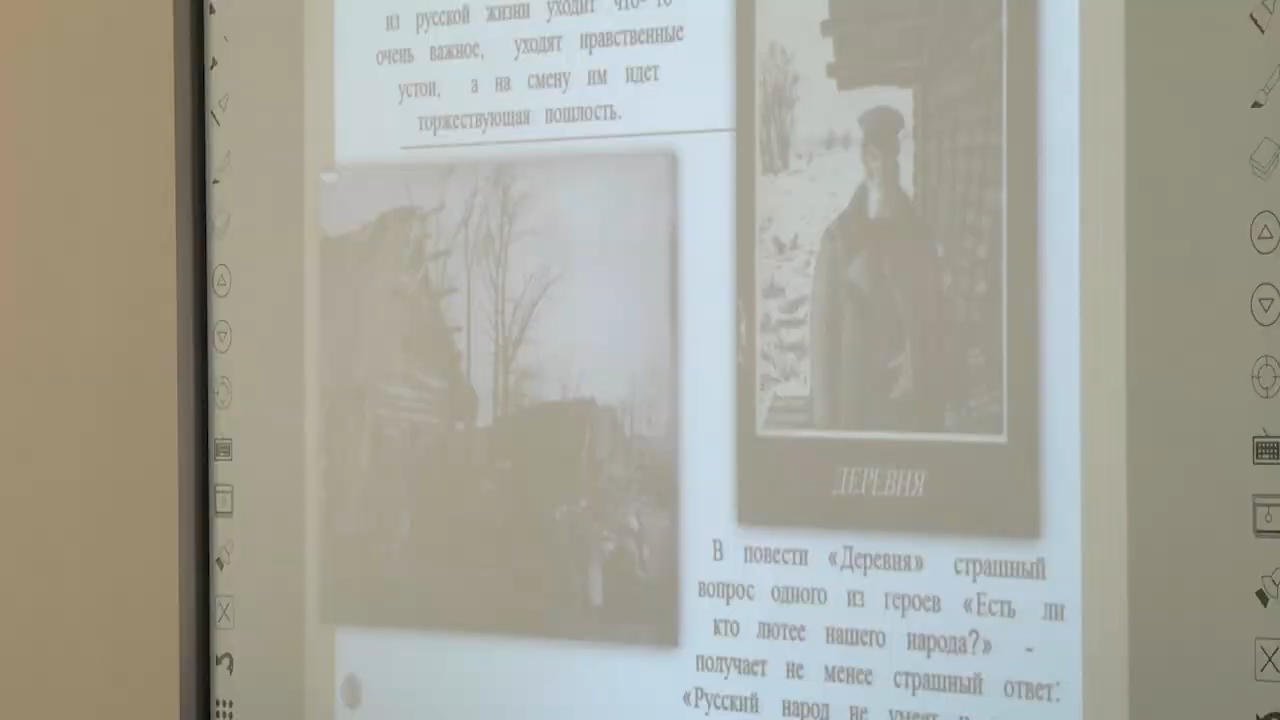 из русской жизни уходит что-то
очень важное, уходят нравственные
устои, а на смену им идет
торжествующая пошлость.
ДЕРЕВНЯ
В повести «Деревня» страшный
вопрос одного из героев «Есть ли
кто лютее нашего народа?» -
получает не менее страшный ответ:
«Русский народ не умеет